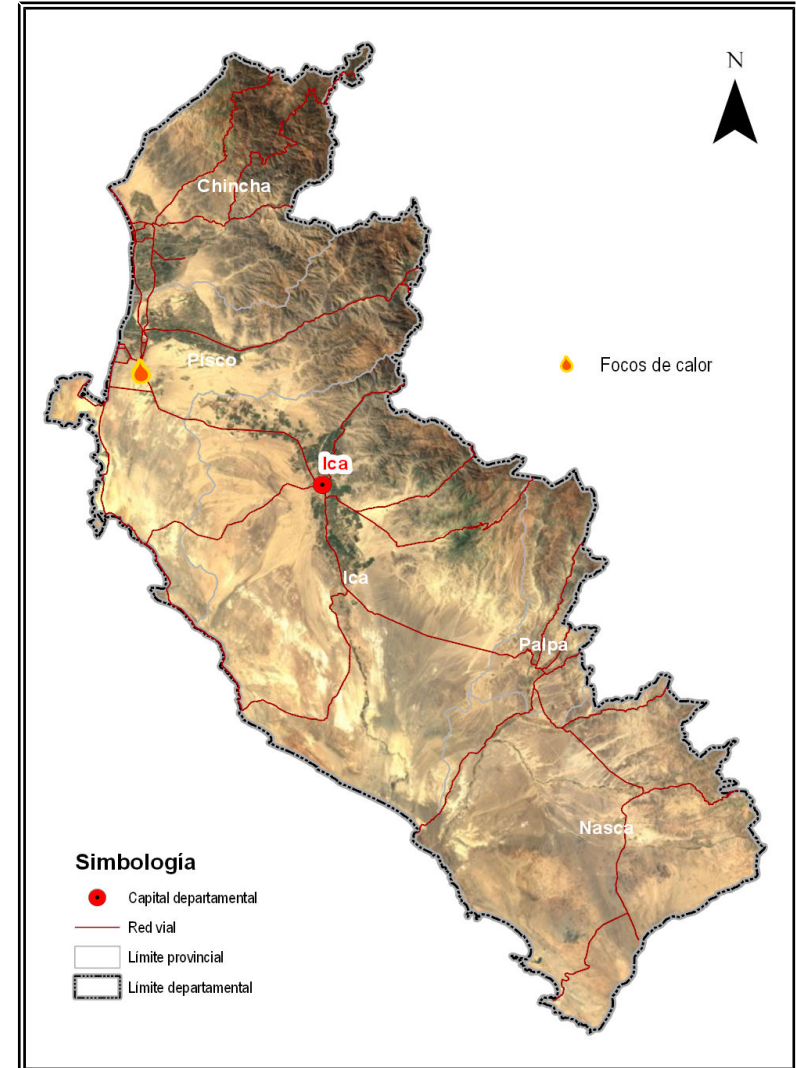 N
Chincha
Pisco
Focos de calor
Ica
Ica
Palpa
Nasca
Simbología
Capital departamental
Red vial
Límite provincial
Límite departamental